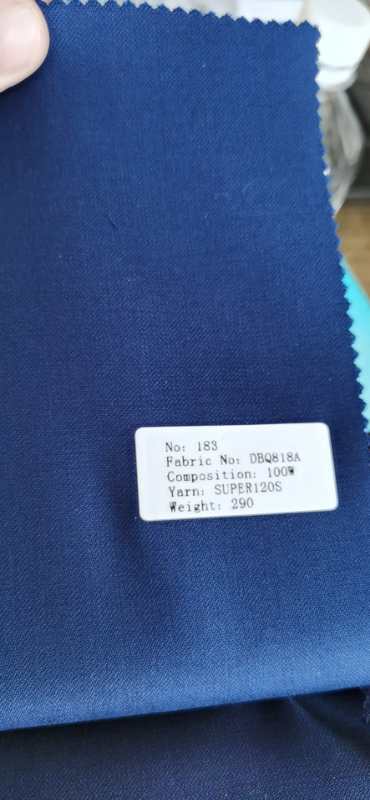 No: 183
Fabric No: DBQ818A
Composition: 100W
Yarn: SUPER120S
Weight: 290